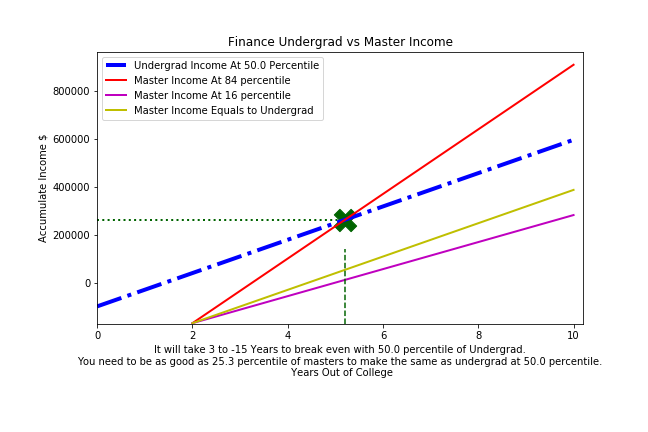 Finance Undergrad vs Master Income
Undergrad Income At 50.0 Percentile
Master Income At 84 percentile
Master Income At 16 percentile
Master Income Equals to Undergrad
Accumulate Income $
800000
600000
400000
200000
0
0 2 4 6 8 10
It will take 3 to -15 Years to break even with 50.0 percentile of Undergrad.
You need to be as good as 25.3 percentile of masters to make the same as undergrad at 50.0 percentile.
Years Out of College